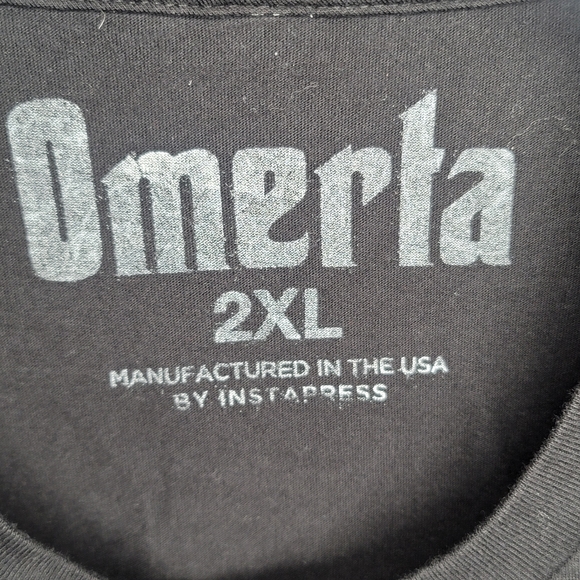 Omerta
2XL
MANUFACTURED IN THE USA
BY INSTAPRESS